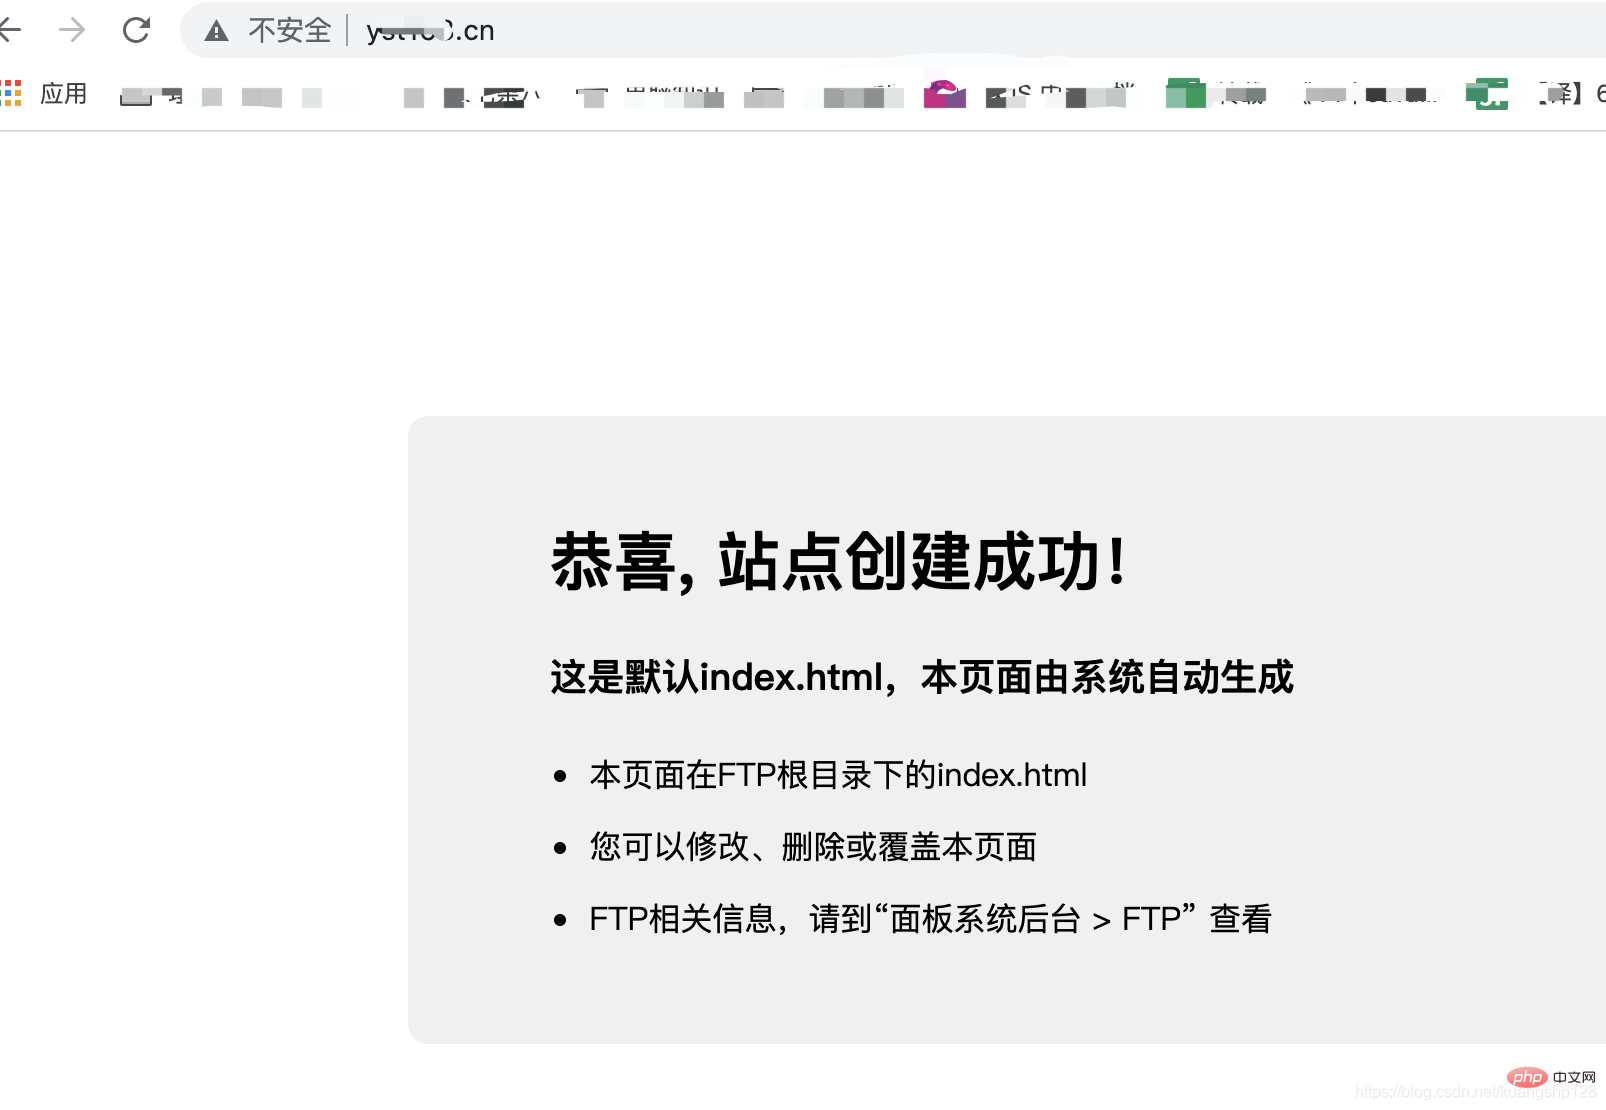 不安全
.cn
应用
【译】6
恭喜, 站点创建成功！
这是默认index.html，本页面由系统自动生成
本页面在FTP根目录下的index.html
您可以修改、删除或覆盖本页面
FTP相关信息，请到“面板系统后台 > FTP” 查看
php 中文网
https://blog.csdn.net/kuangshp128